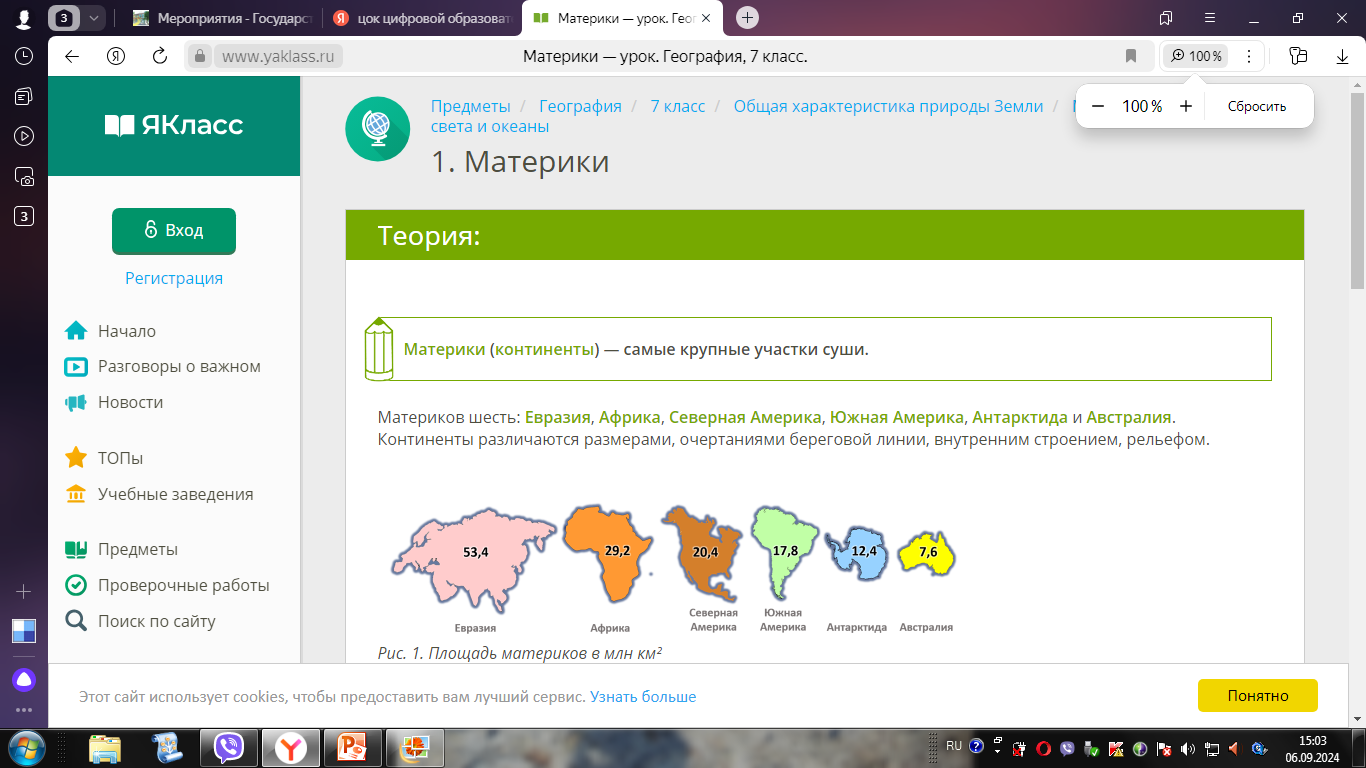 3
Мероприятия - Государст
цок цифровой образоват
Материки — урок. Геог
www.yaklass.ru
Материки — урок. География, 7 класс.
100 %
100 %
Сбросить
3
ЯКласс
Вход
Регистрация
Начало
Разговоры о важном
Новости
ТОПы
Учебные заведения
Предметы
Проверочные работы
Поиск по сайту
Предметы / География / 7 класс / Общая характеристика природы Земли /
света и океаны
1. Материки
Теория:
Материки (континенты) — самые крупные участки суши.
Материков шесть: Евразия, Африка, Северная Америка, Южная Америка, Антарктида и Австралия.
Континенты различаются размерами, очертаниями береговой линии, внутренним строением, рельефом.
53,4 29,2 20,4 17,8 12,4 7,6
Евразия
Африка
Северная
Америка
Южная
Америка
Антарктида
Австралия
Рис. 1. Площадь материков в млн км²
Этот сайт использует cookies, чтобы предоставить вам лучший сервис. Узнать больше
Понятно
RU
15:03
06.09.2024